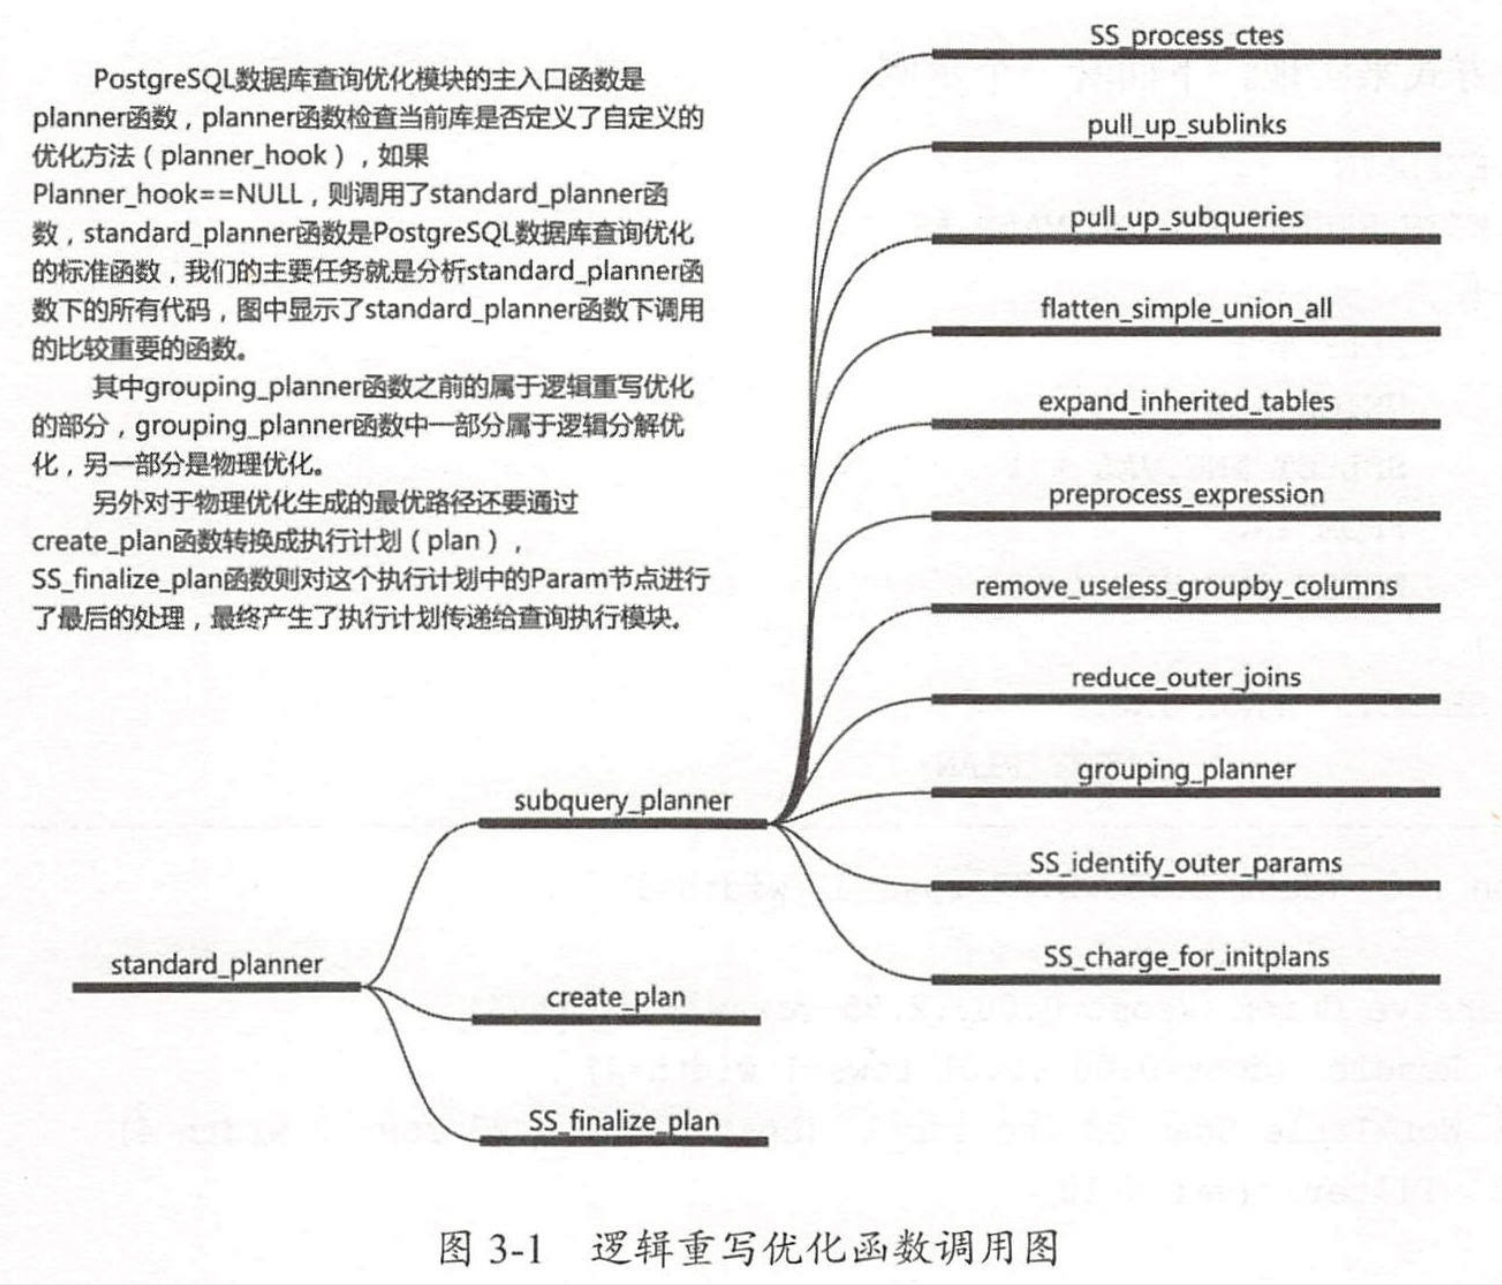 PostgreSQL数据库查询优化模块的主入口函数是
planner函数，planner函数检查当前库是否定义了自定义的
优化方法（planner_hook），如果
Planner_hook==NULL，则调用了standard_planner函
数，standard_planner函数是PostgreSQL数据库查询优化
的标准函数，我们的主要任务就是分析standard_planner函
数下的所有代码，图中显示了standard_planner函数下调用
的比较重要的函数。
其中grouping_planner函数之前的属于逻辑重写优化
的部分，grouping_planner函数中一部分属于逻辑分解优
化，另一部分是物理优化。
另外对于物理优化生成的最优路径还要通过
create_plan函数转换成执行计划（plan），
SS_finalize_plan函数则对这个执行计划中的Param节点进行
了最后的处理，最终产生了执行计划传递给查询执行模块。
SS_process_ctes
pull_up_sublinks
pull_up_subqueries
flatten_simple_union_all
expand_inherited_tables
preprocess_expression
remove_useless_groupby_columns
reduce_outer_joins
grouping_planner
SS_identify_outer_params
SS_charge_for_initplans
subquery_planner
standard_planner
create_plan
SS_finalize_plan
图 3-1 逻辑重写优化函数调用图